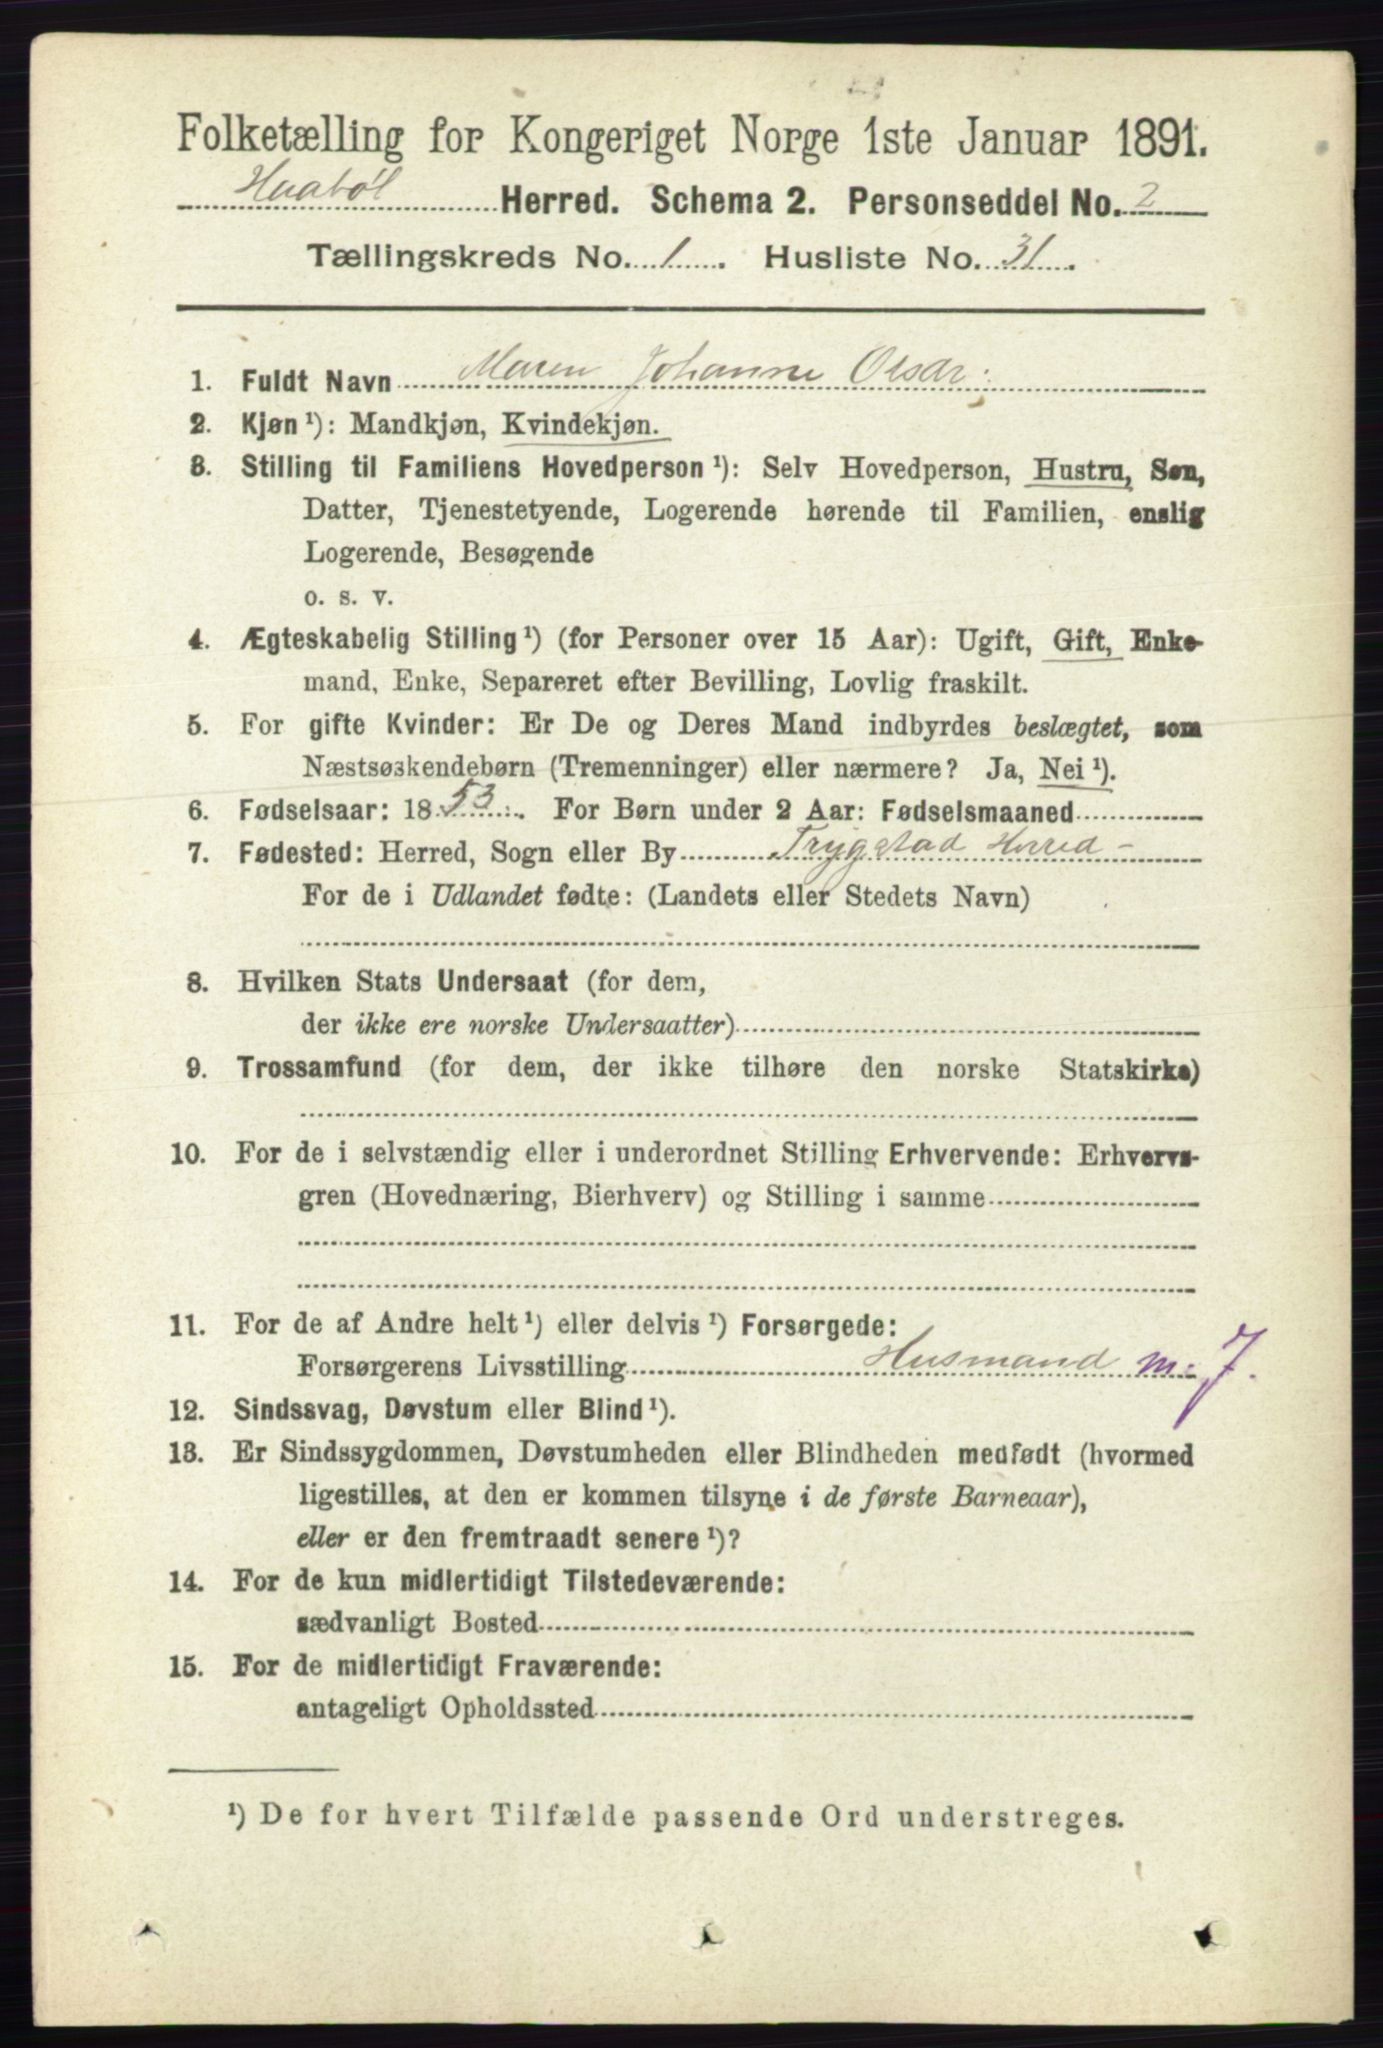 Folketælling for Kongeriget Norge 1ste Januar 1891.
Haabøl Herred. Schema 2. Personseddel No. 2
Tællingskreds No. 1. Husliste No. 31.
1. Fuldt Navn Maren Johanne Olsdr:
2. Kjøn ¹): Mandkjøn, Kvindekjøn.
3. Stilling til Familiens Hovedperson ¹): Selv Hovedperson, Hustru, Søn,
Datter, Tjenestetyende, Logerende hørende til Familien, enslig
Logerende, Besøgende
o. s. v.
4. Ægteskabelig Stilling ¹) (for Personer over 15 Aar): Ugift, Gift, Enke-
mand, Enke, Separeret efter Bevilling, Lovlig fraskilt.
5. For gifte Kvinder: Er De og Deres Mand indbyrdes beslægtet, som
Næstsøskendebørn (Tremenninger) eller nærmere? Ja, Nei ¹).
6. Fødselsaar: 1853. For Børn under 2 Aar: Fødselsmaaned
7. Fødested: Herred, Sogn eller By Trygstad Herred -
For de i Udlandet fødte: (Landets eller Stedets Navn)
8. Hvilken Stats Undersaat (for dem,
der ikke ere norske Undersaatter)
9. Trossamfund (for dem, der ikke tilhøre den norske Statskirke)
10. For de i selvstændig eller i underordnet Stilling Erhvervende: Erhvervs-
gren (Hovednæring, Bierhverv) og Stilling i samme
11. For de af Andre helt ¹) eller delvis ¹) Forsørgede:
Forsørgerens Livsstilling Husmand m. J.
12. Sindssvag, Døvstum eller Blind ¹).
13. Er Sindssygdommen, Døvstumheden eller Blindheden medfødt (hvormed
ligestilles, at den er kommen tilsyne i de første Barneaar),
eller er den fremtraadt senere ¹)?
14. For de kun midlertidigt Tilstedeværende:
sædvanligt Bosted
15. For de midlertidigt Fraværende:
antageligt Opholdssted
¹) De for hvert Tilfælde passende Ord understreges.